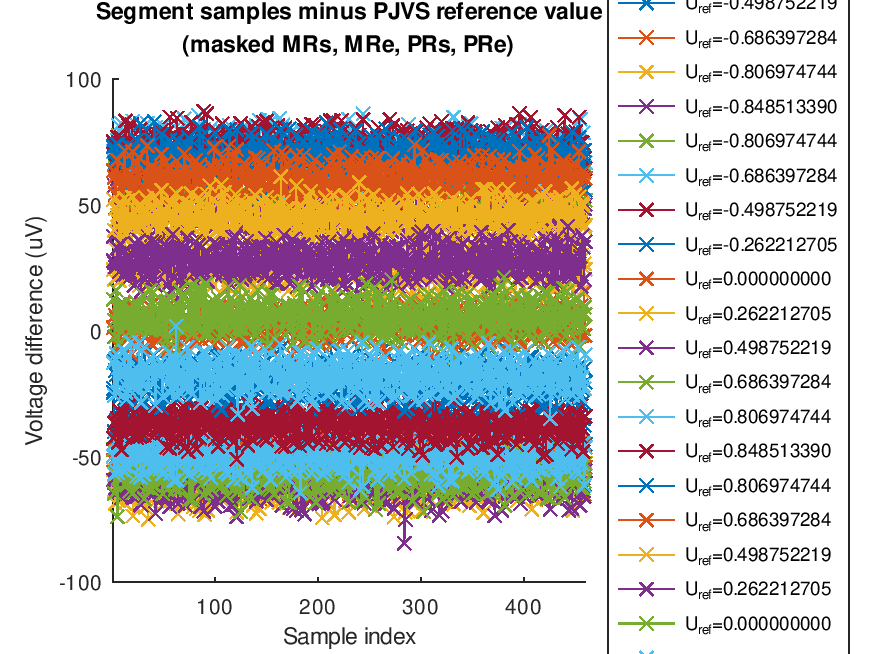 Segment samples minus PJVS reference value
(masked MRs, MRe, PRs, PRe)
100
50
0
-50
-100
Voltage difference (uV)
100
200
300
400
Sample index
Uref=-0.498752219
Uref=-0.686397284
Uref=-0.806974744
Uref=-0.848513390
Uref=-0.806974744
Uref=-0.686397284
Uref=-0.498752219
Uref=-0.262212705
Uref=0.000000000
Uref=0.262212705
Uref=0.498752219
Uref=0.686397284
Uref=0.806974744
Uref=0.848513390
Uref=0.806974744
Uref=0.686397284
Uref=0.498752219
Uref=0.262212705
Uref=0.000000000